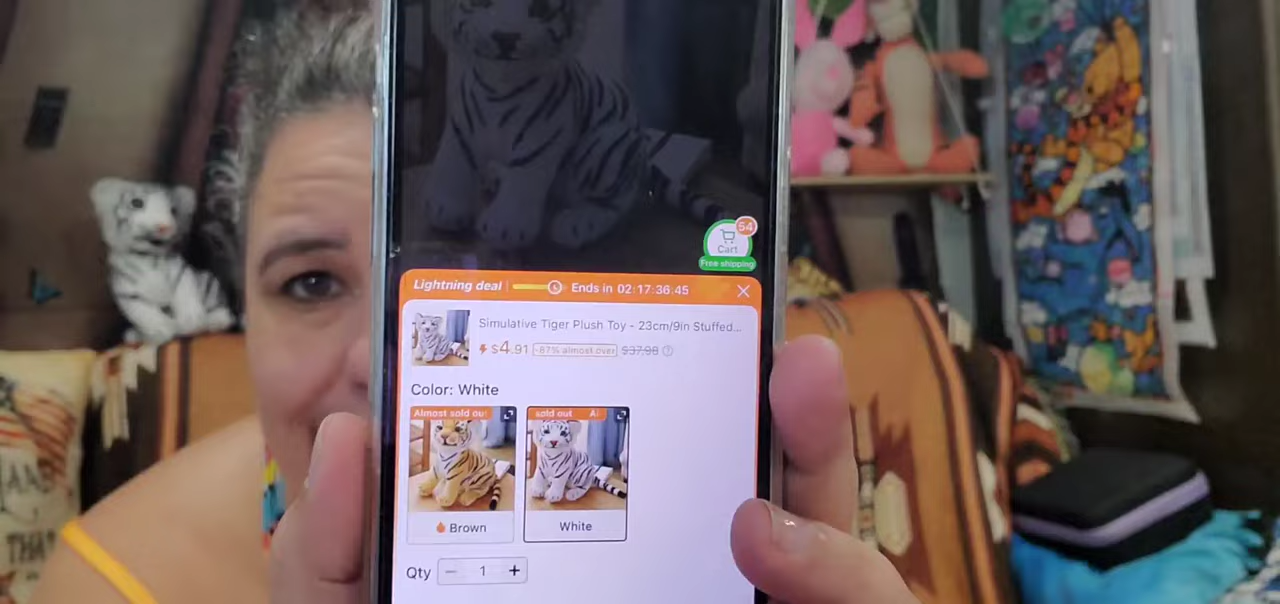 54
Cart
Free shipping
Lightning deal
Ends in 02:17:36.45
Simulative Tiger Plush Toy - 23cm/9in Stuffed...
$4.91 -87% almost over $37.98
Color: White
Almost sold out
sold out Al
Brown
White
Qty
1